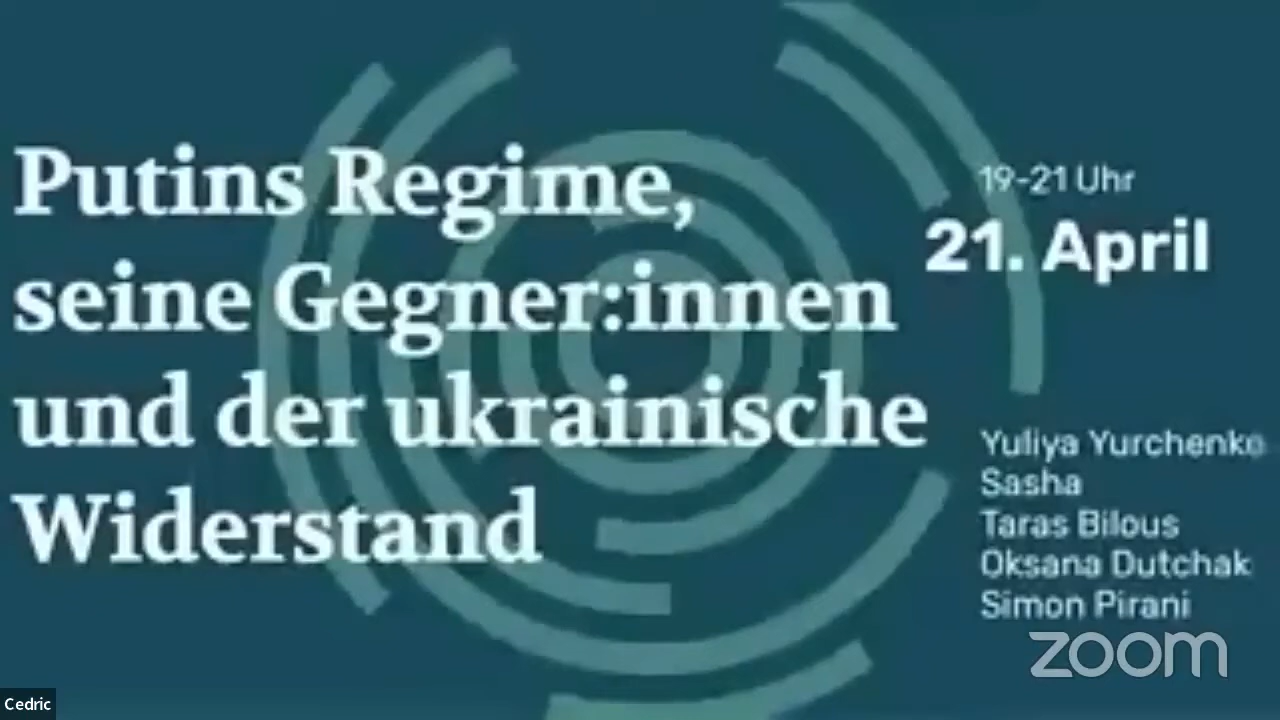 Putins Regime,
seine Gegner:innen
und der ukrainische
Widerstand
19-21 Uhr
21. April
Yuliya Yurchenko
Sasha
Taras Bilous
Oksana Dutchak
Simon Pirani
zoom
Cedric